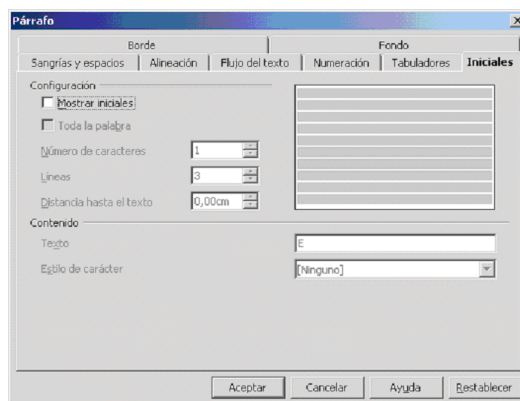 Párrafo
Borde Fondo
Sangrías y espacios Alineación Flujo del texto Numeración Tabuladores Iniciales
Configuración
Mostrar iniciales
Toda la palabra
Número de caracteres 1
Líneas 3
Distancia hasta el texto 0,00cm
Contenido
Texto E
Estilo de carácter [Ninguno]
Aceptar Cancelar Ayuda Restablecer